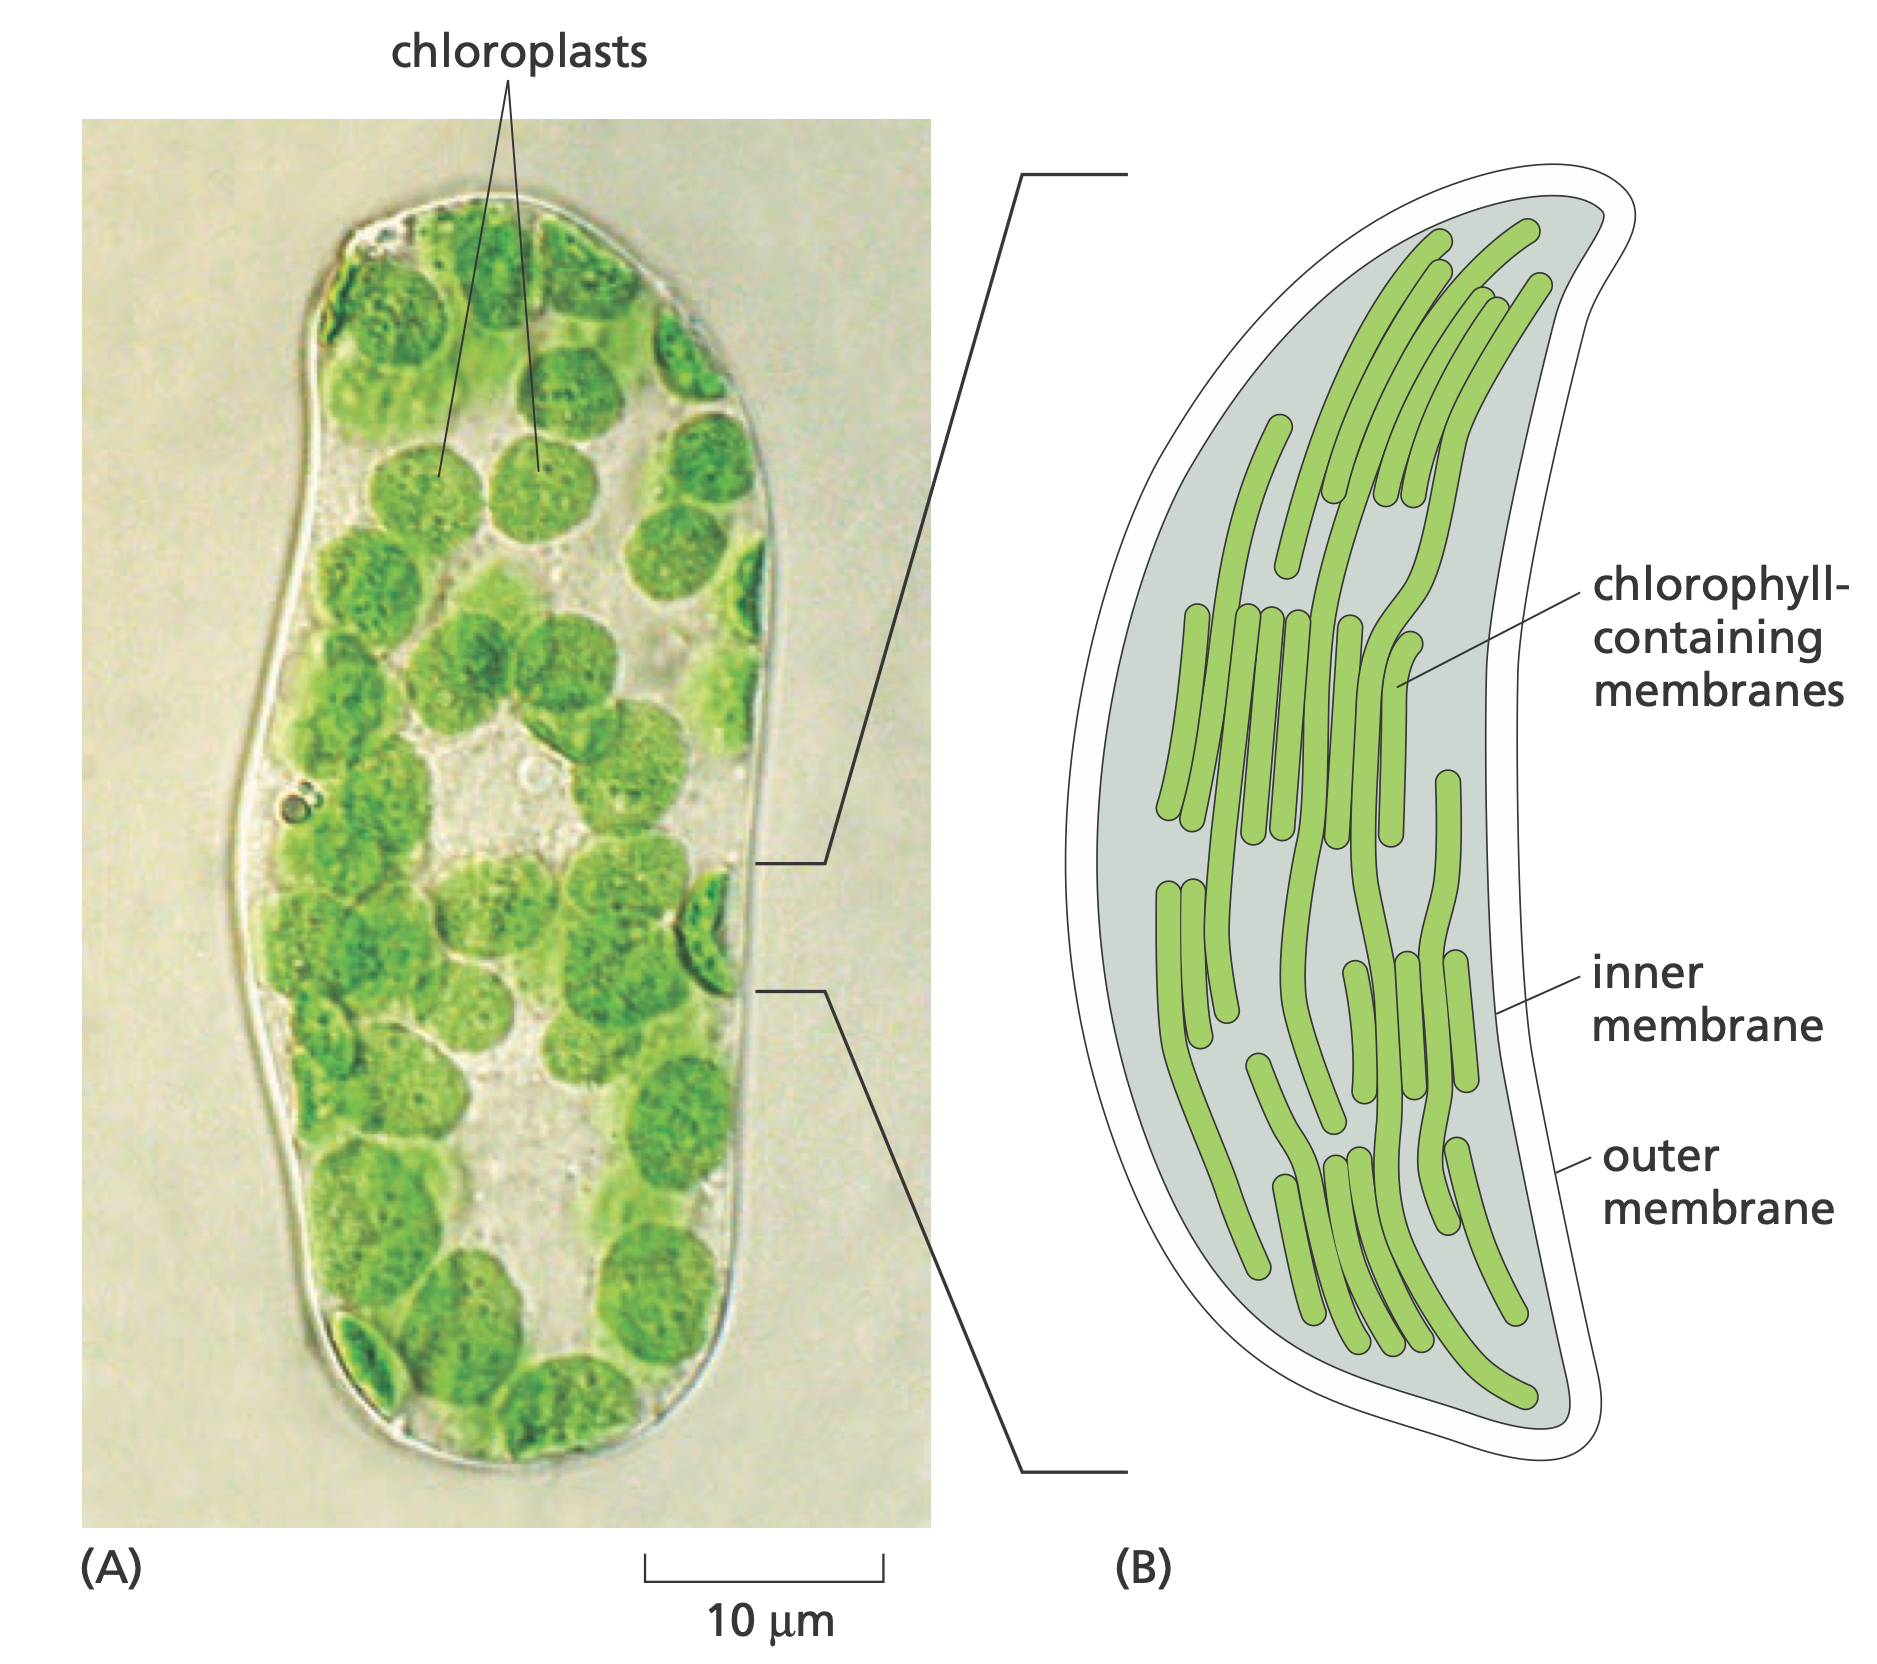 chloroplasts
chlorophyll-
containing
membranes
inner
membrane
outer
membrane
(A)
10 μm
(B)